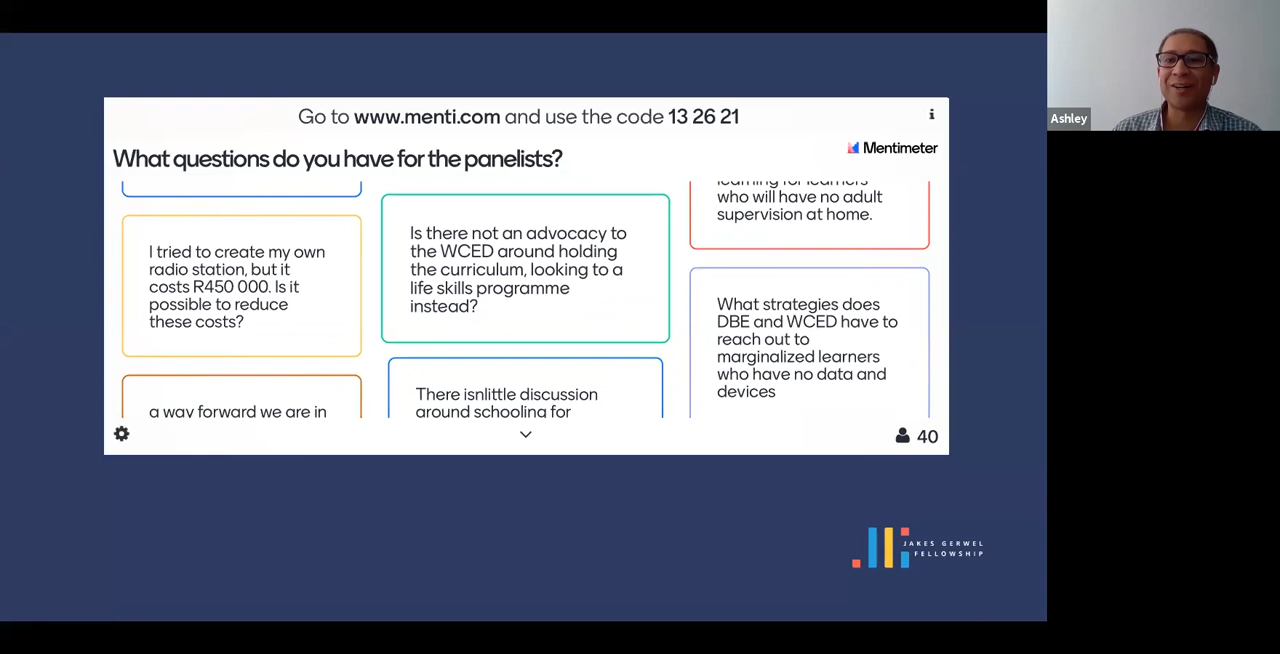 Go to www.menti.com and use the code 13 26 21
What questions do you have for the panelists?
Mentimeter
I tried to create my own
radio station, but it
costs R450 000. Is it
possible to reduce
these costs?
a way forward we are in
Is there not an advocacy to
the WCED around holding
the curriculum, looking to a
life skills programme
instead?
There isnlittle discussion
around schooling for
learning for learners
who will have no adult
supervision at home.
What strategies does
DBE and WCED have to
reach out to
marginalized learners
who have no data and
devices
40
JAKES GERWEL
FELLOWSHIP
Ashley